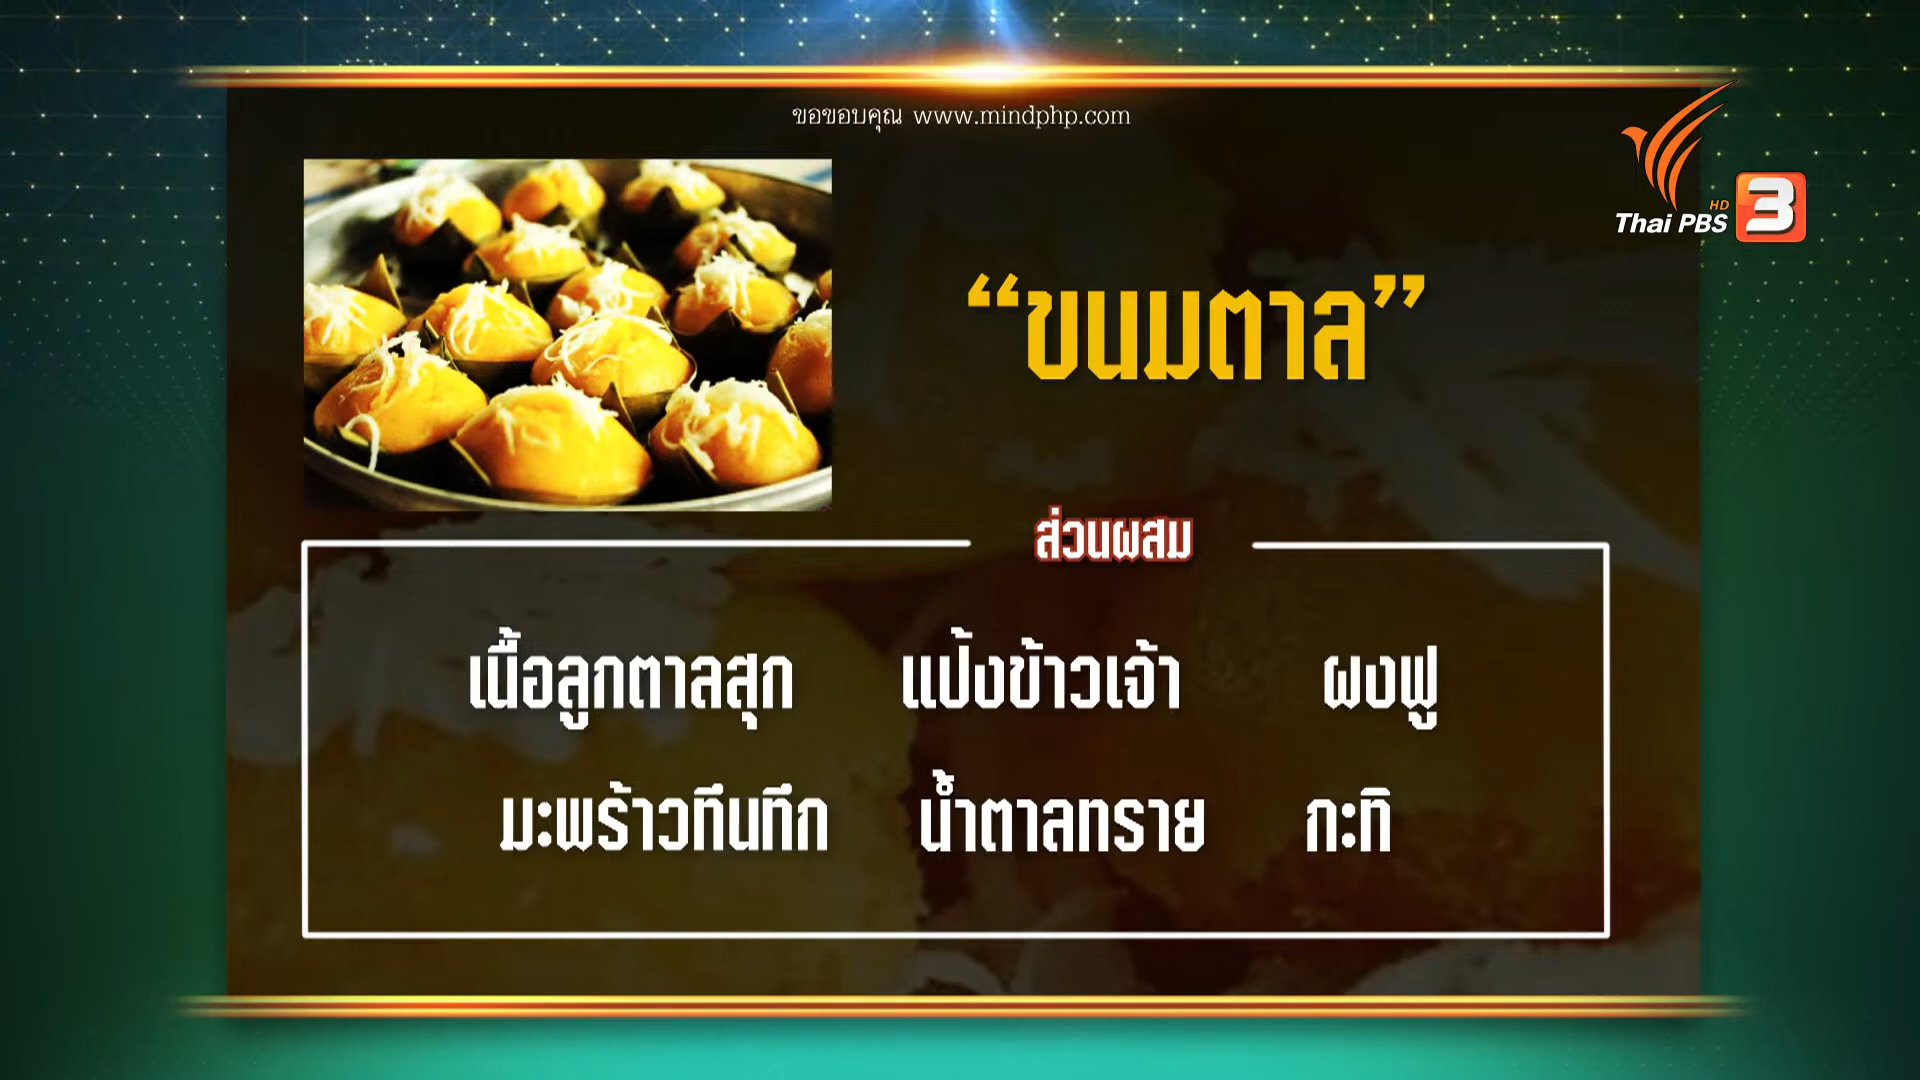 ขอขอบคุณ www.mindphp.com
HD
Thai PBS 3
“ขนมตาล”
ส่วนผสม
เนื้อลูกตาลสุก แป้งข้าวเจ้า ผงฟู
มะพร้าวทึนทึก น้ำตาลทราย กะทิ